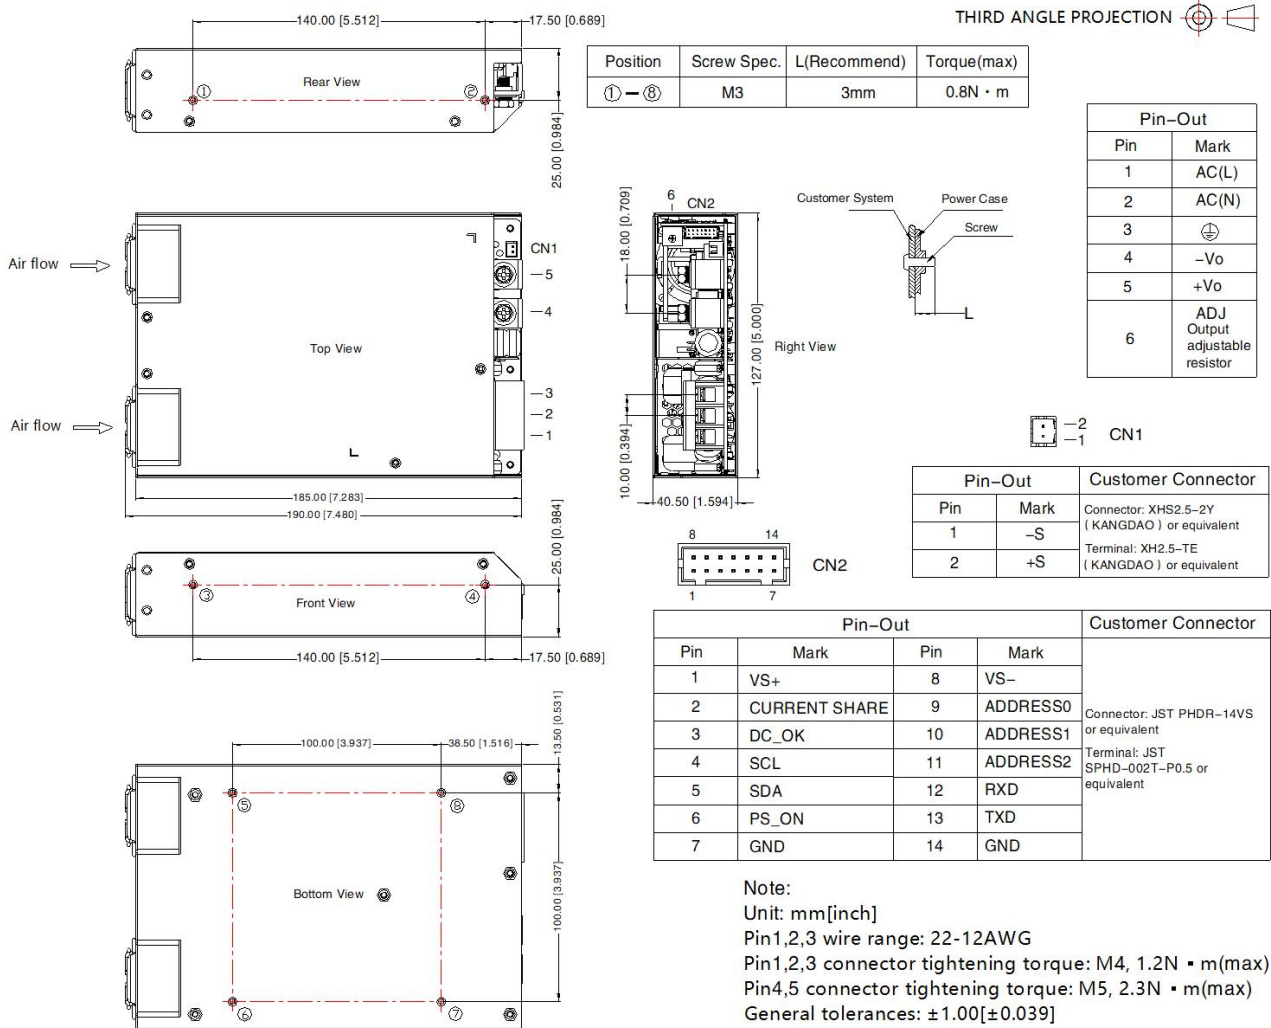 THIRD ANGLE PROJECTION
140.00 [5.512]
17.50 [0.689]
Rear View
①
②
25.00 [0.984]
Position Screw Spec. L(Recommend) Torque(max)
①－⑧ M3 3mm 0.8N・m
Pin-Out
Pin Mark
1 AC(L)
2 AC(N)
3
4 -Vo
5 +Vo
6 ADJ
Output
adjustable
resistor
Air flow
Air flow
Top View
CN1
5
4
3
2
1
185.00 [7.283]
190.00 [7.480]
6
CN2
18.00 [0.709]
127.00 [5.000]
10.00 [0.394]
40.50 [1.594]
Right View
Customer System
Power Case
Screw
L
2
1
CN1
Pin-Out Customer Connector
Pin Mark
1 -S
2 +S
Connector: XHS2.5-2Y
( KANGDAO ) or equivalent
Terminal: XH2.5-TE
( KANGDAO ) or equivalent
25.00 [0.984]
③
④
Front View
140.00 [5.512]
17.50 [0.689]
8 14
CN2
1 7
Pin-Out Customer Connector
Pin Mark Pin Mark
1 VS+ 8 VS-
2 CURRENT SHARE 9 ADDRESS0
3 DC_OK 10 ADDRESS1
4 SCL 11 ADDRESS2
5 SDA 12 RXD
6 PS_ON 13 TXD
7 GND 14 GND
Connector: JST PHDR-14VS
or equivalent
Terminal: JST
SPHD-002T-P0.5 or
equivalent
100.00 [3.937]
38.50 [1.516]
13.50 [0.531]
⑤
⑧
Bottom View
100.00 [3.937]
⑥
⑦
Note:
Unit: mm[inch]
Pin1,2,3 wire range: 22-12AWG
Pin1,2,3 connector tightening torque: M4, 1.2N▪m(max)
Pin4,5 connector tightening torque: M5, 2.3N▪m(max)
General tolerances: ±1.00[±0.039]